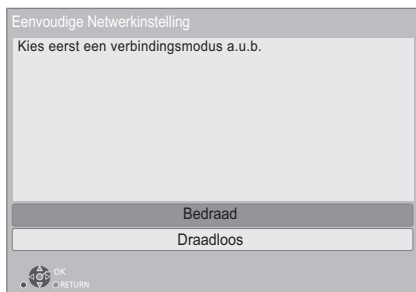 Eenvoudige Netwerkinstelling
Kies eerst een verbindingsmodus a.u.b.
Bedraad
Draadloos
OK
RETURN